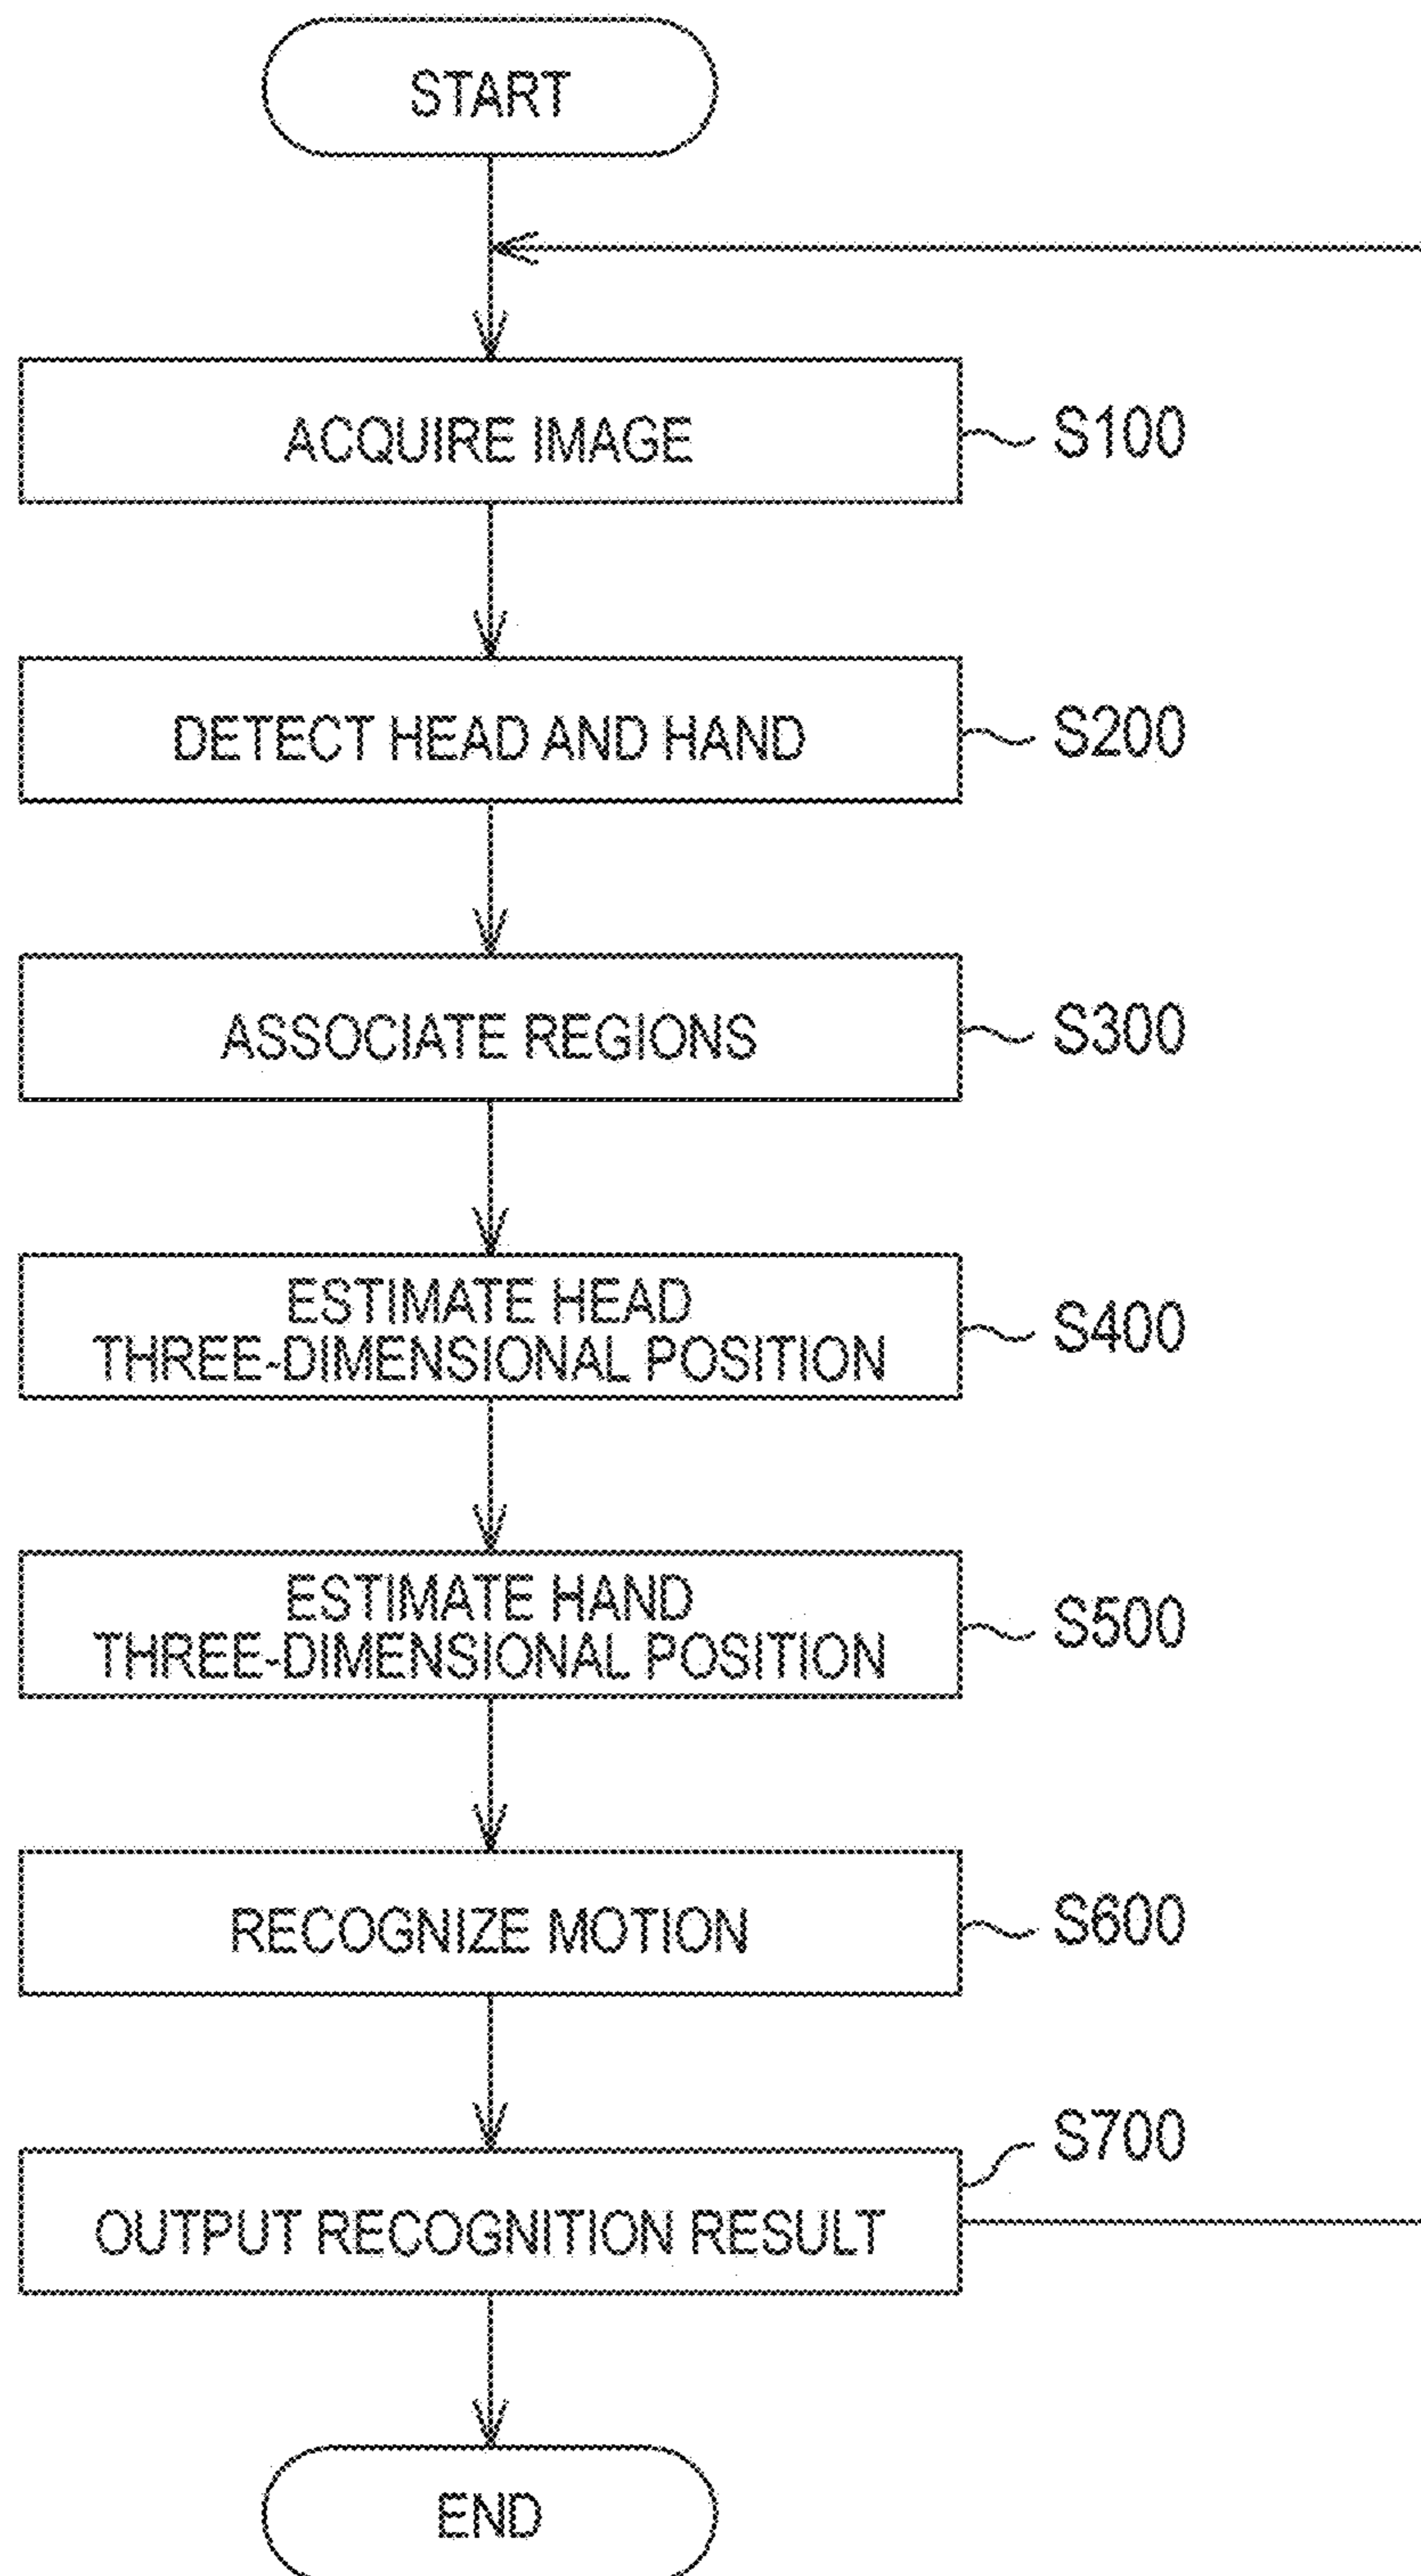 START
ACQUIRE IMAGE
S100
DETECT HEAD AND HAND
S200
ASSOCIATE REGIONS
S300
ESTIMATE HEAD
THREE-DIMENSIONAL POSITION
S400
ESTIMATE HAND
THREE-DIMENSIONAL POSITION
S500
RECOGNIZE MOTION
S600
S700
OUTPUT RECOGNITION RESULT
END